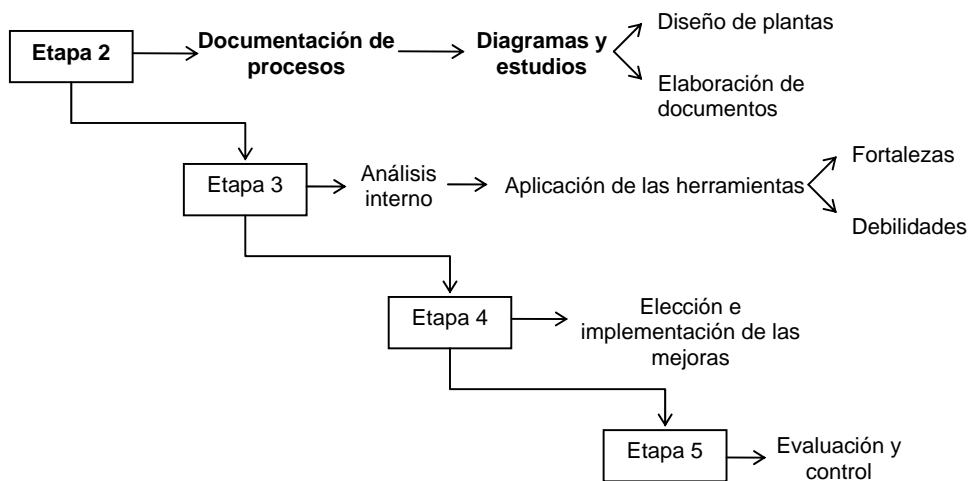 Etapa 2
Documentación de
procesos
Diagramas y
estudios
Diseño de plantas
Elaboración de
documentos
Etapa 3
Análisis
interno
Aplicación de las herramientas
Fortalezas
Debilidades
Etapa 4
Elección e
implementación de las
mejoras
Etapa 5
Evaluación y
control